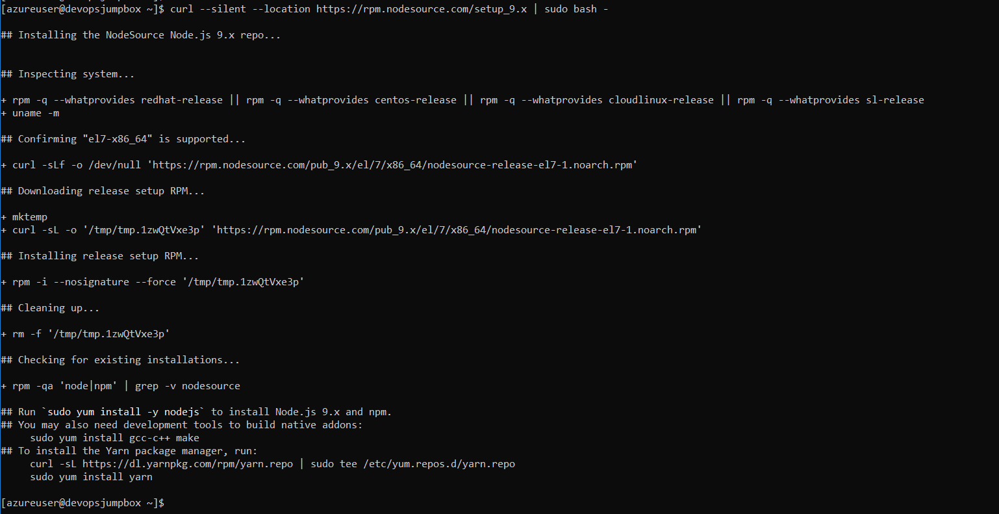 [azureuser@devopsjumpbox ~]$ curl --silent --location https://rpm.nodesource.com/setup_9.x | sudo bash -
## Installing the NodeSource Node.js 9.x repo...
## Inspecting system...
+ rpm -q --whatprovides redhat-release || rpm -q --whatprovides centos-release || rpm -q --whatprovides cloudlinux-release || rpm -q --whatprovides sl-release
+ uname -m
## Confirming "el7-x86_64" is supported...
+ curl -sLf -o /dev/null 'https://rpm.nodesource.com/pub_9.x/el/7/x86_64/nodesource-release-el7-1.noarch.rpm'
## Downloading release setup RPM...
+ mktemp
+ curl -sL -o '/tmp/tmp.1zwQtVxe3p' 'https://rpm.nodesource.com/pub_9.x/el/7/x86_64/nodesource-release-el7-1.noarch.rpm'
## Installing release setup RPM...
+ rpm -i --nosignature --force '/tmp/tmp.1zwQtVxe3p'
## Cleaning up...
+ rm -f '/tmp/tmp.1zwQtVxe3p'
## Checking for existing installations...
+ rpm -qa 'node|npm' | grep -v nodesource
## Run `sudo yum install -y nodejs` to install Node.js 9.x and npm.
## You may also need development tools to build native addons:
     sudo yum install gcc-c++ make
## To install the Yarn package manager, run:
     curl -sL https://dl.yarnpkg.com/rpm/yarn.repo | sudo tee /etc/yum.repos.d/yarn.repo
     sudo yum install yarn
[azureuser@devopsjumpbox ~]$